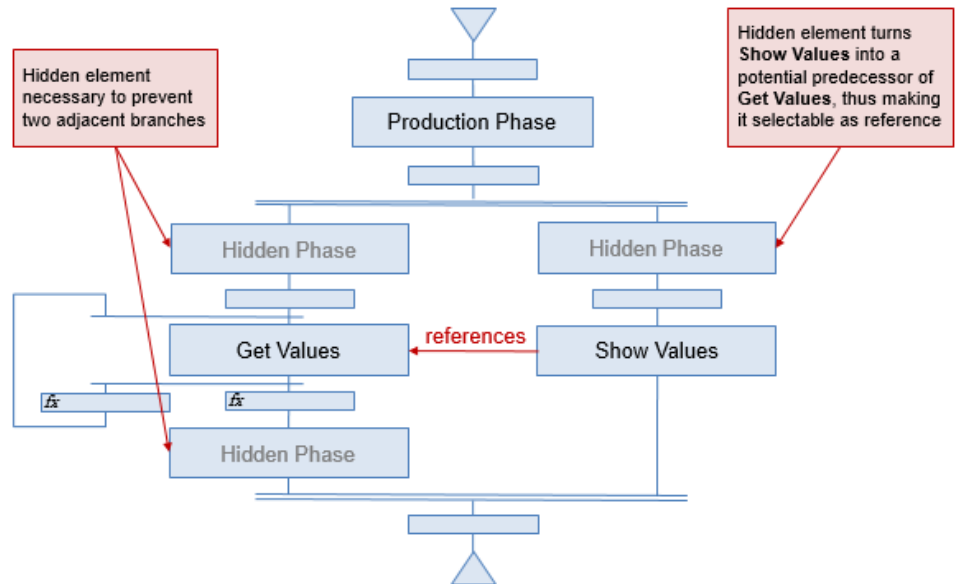 Hidden element
necessary to prevent
two adjacent branches
Hidden element turns
Show Values into a
potential predecessor of
Get Values, thus making
it selectable as reference
Production Phase
Hidden Phase
Hidden Phase
Get Values
references
Show Values
fx
fx
Hidden Phase